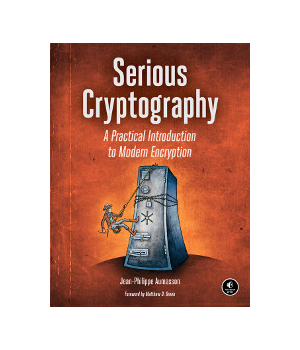 Serious
Cryptography
A Practical Introduction
to Modern Encryption
Jean-Philippe Aumasson
Foreword by Matthew D. Green